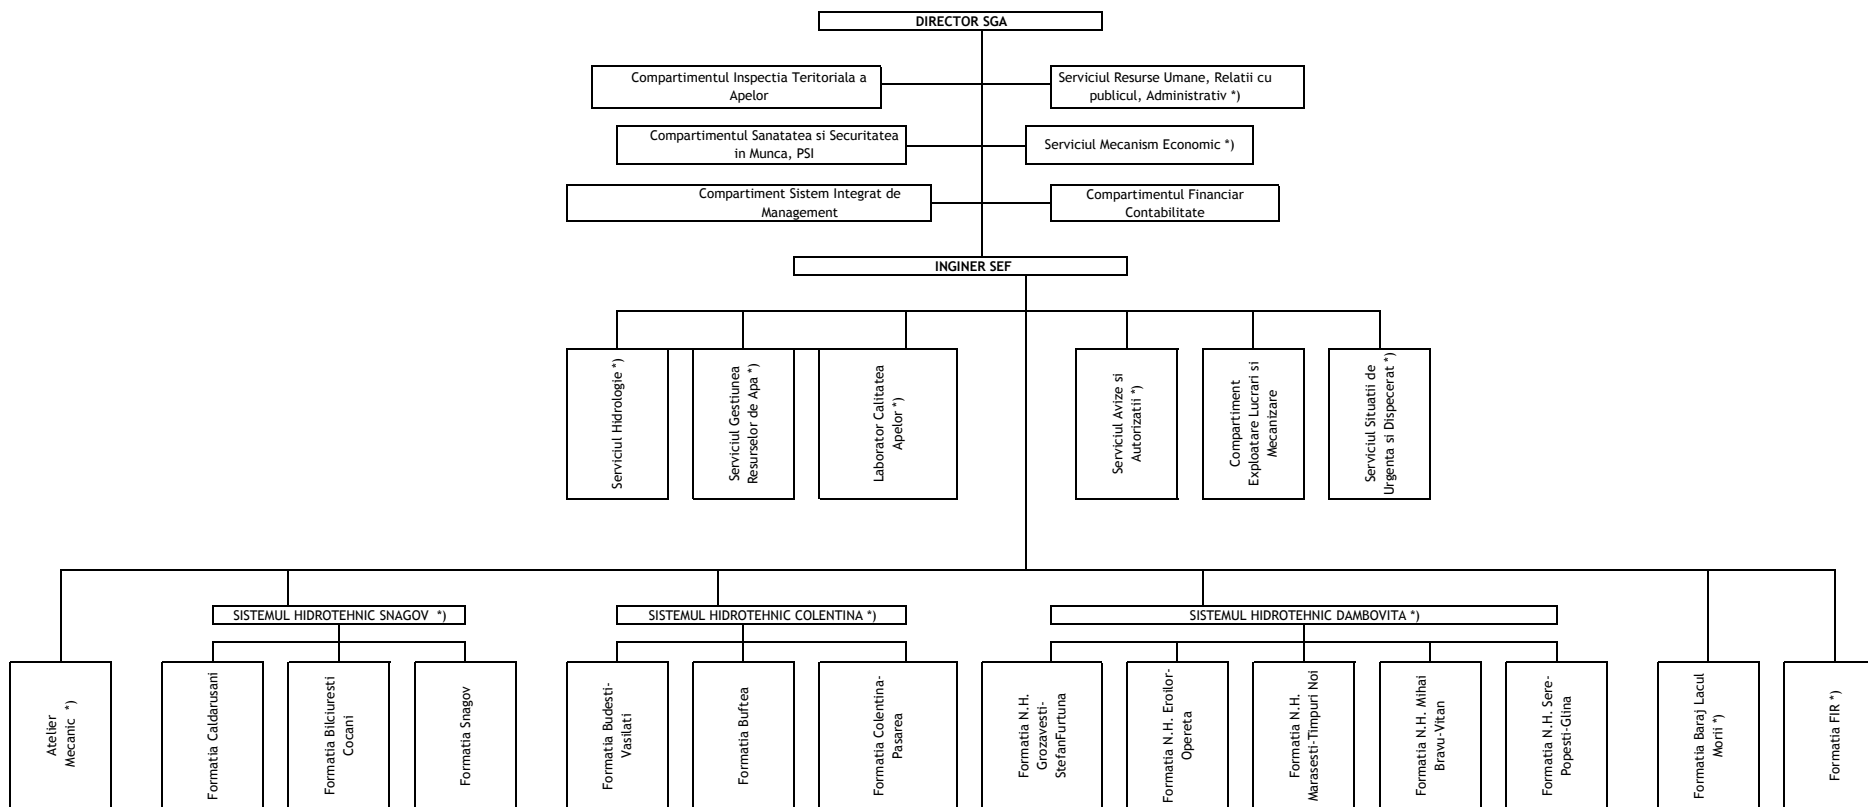 DIRECTOR SGA
Compartimentul Inspectia Teritoriala a
Apelor
Serviciul Resurse Umane, Relatii cu
publicul, Administrativ *)
Compartimentul Sanatatea si Securitatea
in Munca, PSI
Serviciul Mecanism Economic *)
Compartiment Sistem Integrat de
Management
Compartimentul Financiar
Contabilitate
INGINER SEF
Serviciul Hidrologie *)
Serviciul Gestiunea
Resurselor de Apa *)
Laborator Calitatea
Apelor *)
Serviciul Avize si
Autorizatii *)
Compartiment
Exploatare Lucrari si
Mecanizare
Serviciul Situatii de
Urgenta si Dispecerat *)
SISTEMUL HIDROTEHNIC SNAGOV *)
SISTEMUL HIDROTEHNIC COLENTINA *)
SISTEMUL HIDROTEHNIC DAMBOVITA *)
Atelier
Mecanic *)
Formatia Caldarusani
Formatia Bilciuresti
Cocani
Formatia Snagov
Formatia Budesti-
Vasilati
Formatia Buftea
Formatia Colentina-
Pasarea
Formatia N.H.
Grozavesti-
StefanFurtuna
Formatia N.H. Eroilor-
Opereta
Formatia N.H.
Marasesti-Timpuri Noi
Formatia N.H. Mihai
Bravu-Vitan
Formatia N.H. Sere-
Popesti-Glina
Formatia Baraj Lacul
Morii *)
Formatia FIR *)